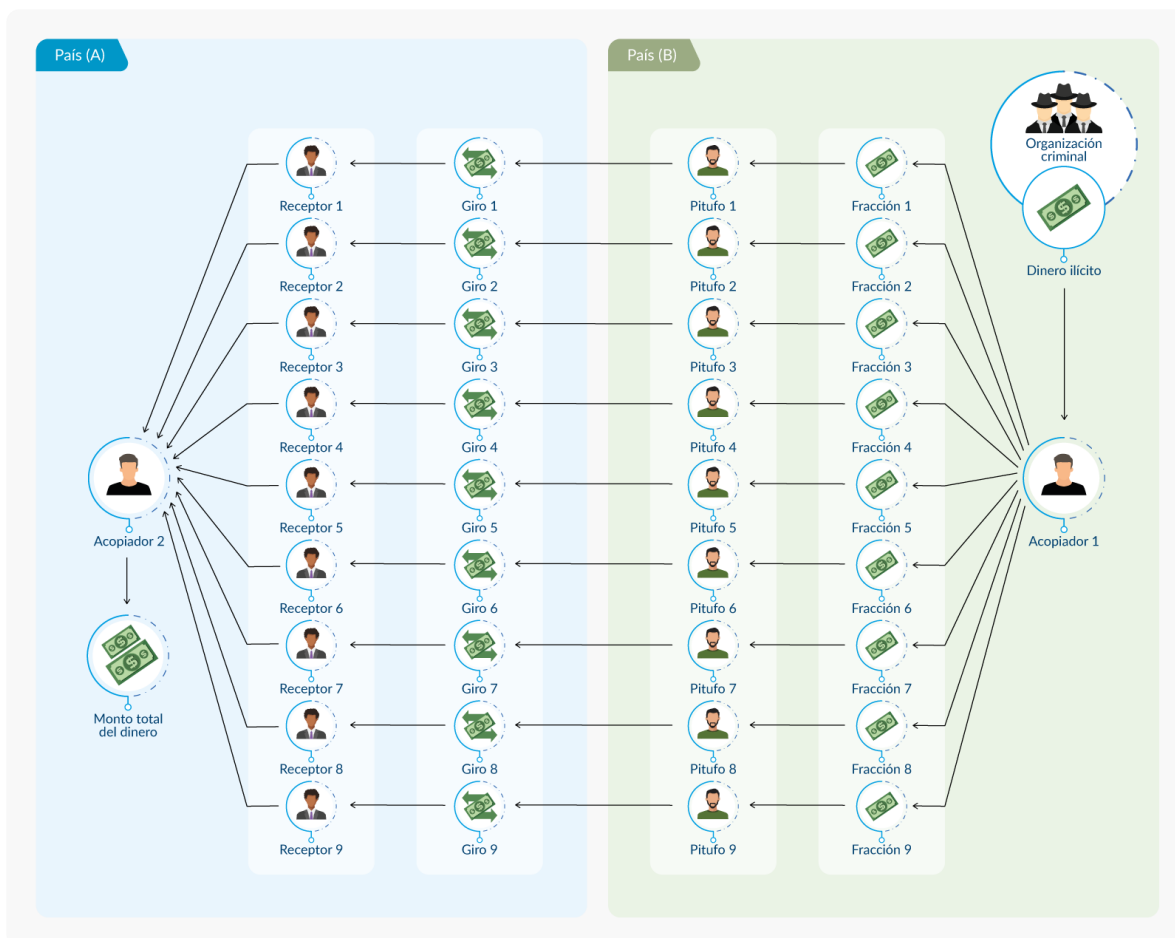 País (A)
País (B)
Organización
criminal
Dinero ilícito
Receptor 1
Giro 1
Pitufo 1
Fracción 1
Receptor 2
Giro 2
Pitufo 2
Fracción 2
Receptor 3
Giro 3
Pitufo 3
Fracción 3
Receptor 4
Giro 4
Pitufo 4
Fracción 4
Receptor 5
Giro 5
Pitufo 5
Fracción 5
Acopiador 2
Acopiador 1
Receptor 6
Giro 6
Pitufo 6
Fracción 6
Receptor 7
Giro 7
Pitufo 7
Fracción 7
Monto total
del dinero
Receptor 8
Giro 8
Pitufo 8
Fracción 8
Receptor 9
Giro 9
Pitufo 9
Fracción 9